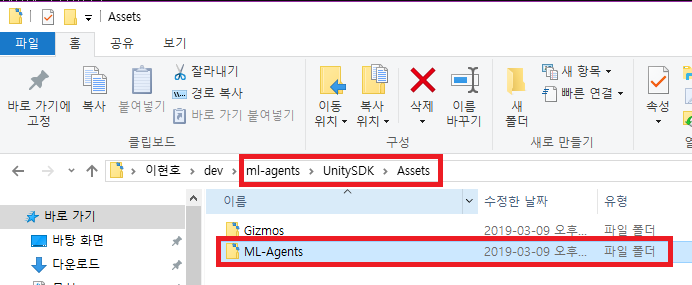 Assets
파일 홈 공유 보기
바로 가기에
고정
복사
붙여넣기
잘라내기
경로 복사
바로 가기 붙여넣기
클립보드
이동
위치
복사
위치
삭제
이름
바꾸기
구성
새
폴더
새 항목
빠른 연결
새로 만들기
속성
이현호 > dev > ml-agents > UnitySDK > Assets
이름 수정한 날짜 유형
바로 가기
바탕 화면
다운로드
Gizmos 2019-03-09 오후... 파일 폴더
ML-Agents 2019-03-09 오후... 파일 폴더